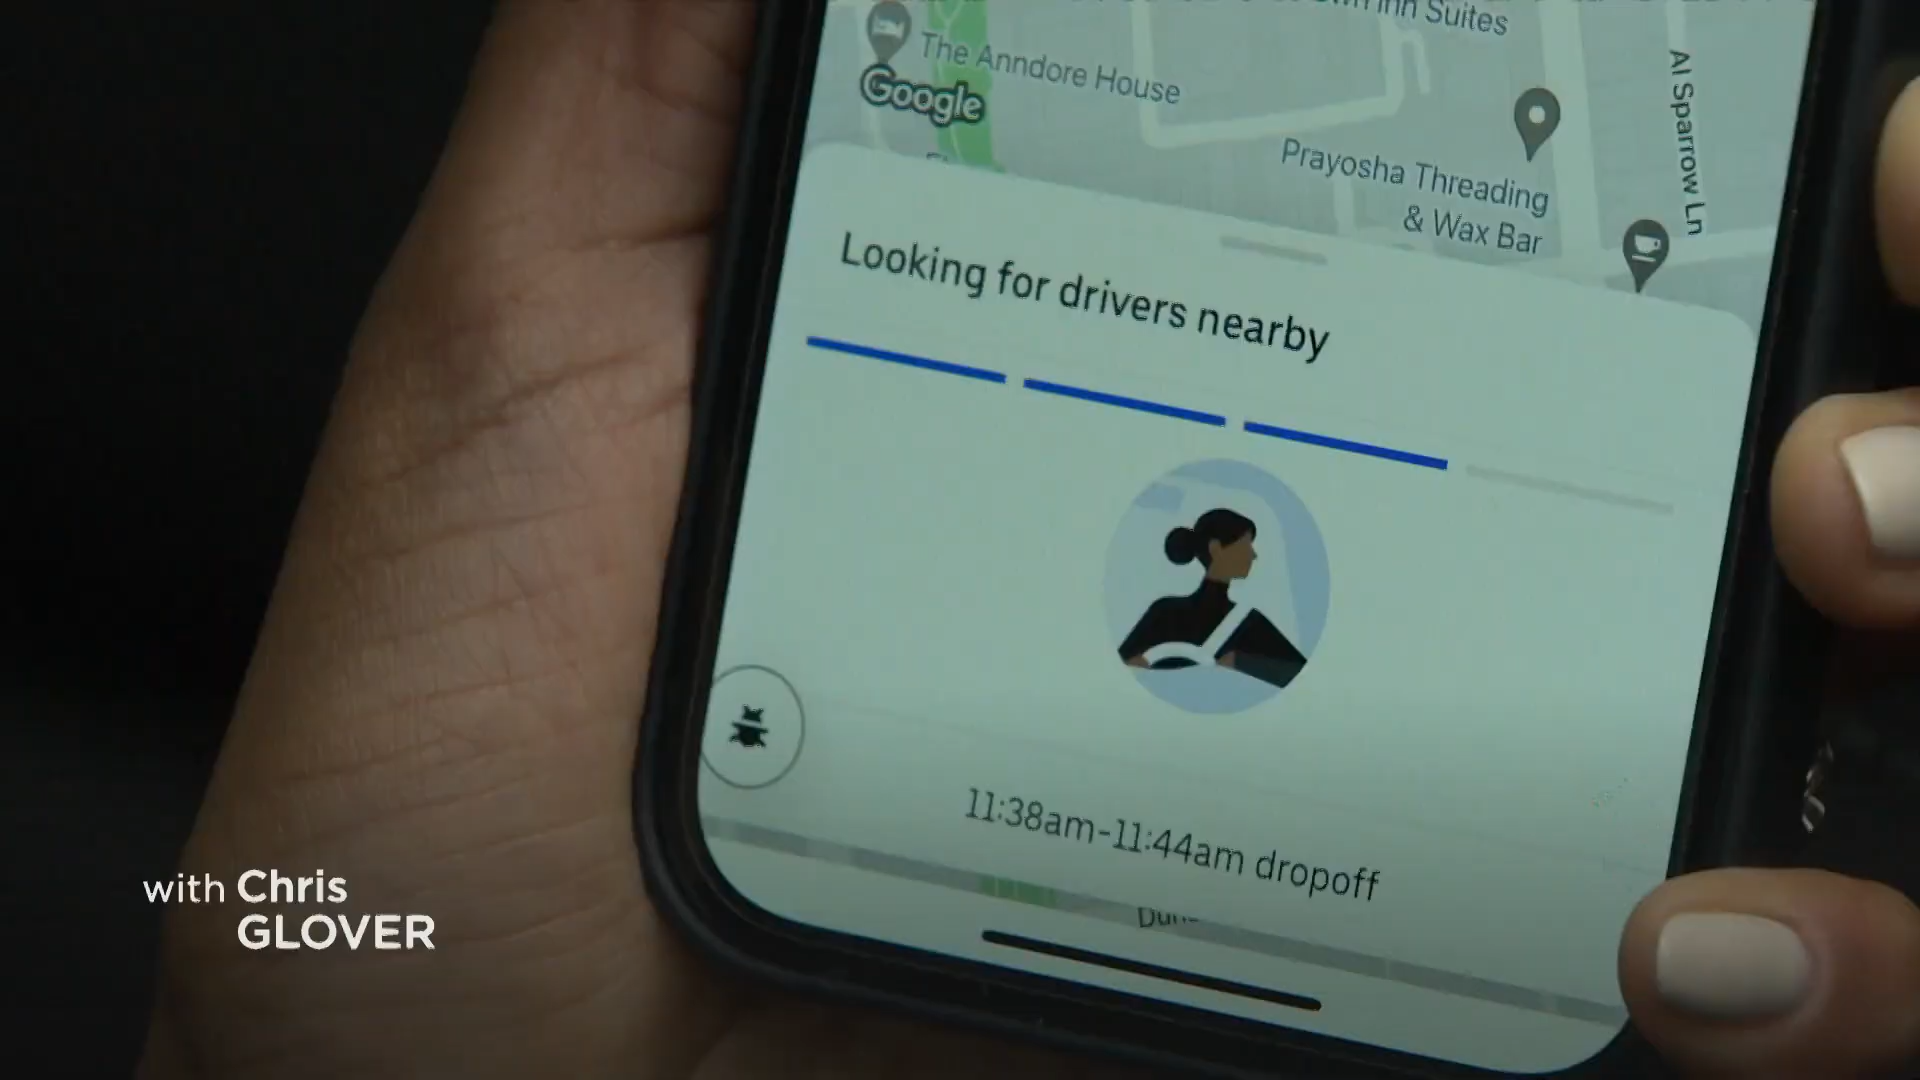 Inn Suites
The Anndore House
Google
Al Sparrow Ln
Prayosha Threading
& Wax Bar
Looking for drivers nearby
11:38am-11:44am dropoff
with Chris
GLOVER